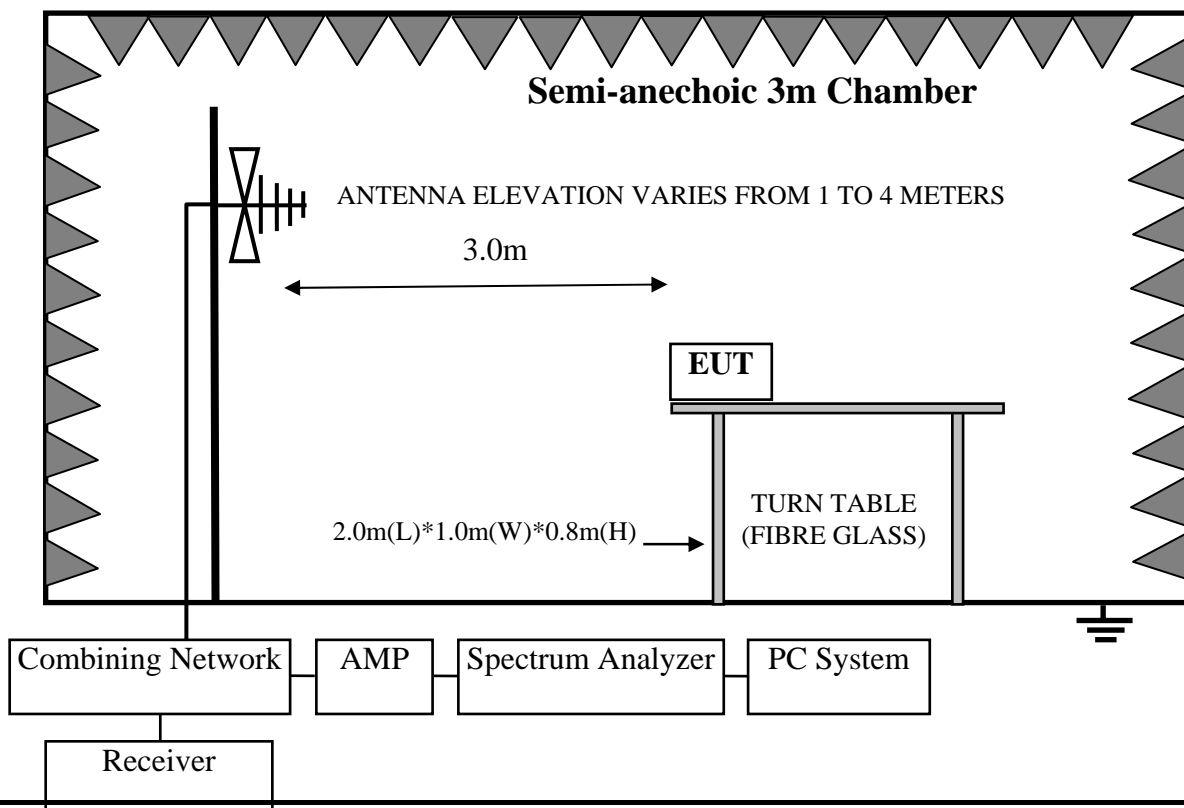 Semi-anechoic 3m Chamber
ANTENNA ELEVATION VARIES FROM 1 TO 4 METERS
3.0m
EUT
TURN TABLE
(FIBRE GLASS)
2.0m(L)*1.0m(W)*0.8m(H)
Combining Network
AMP
Spectrum Analyzer
PC System
Receiver